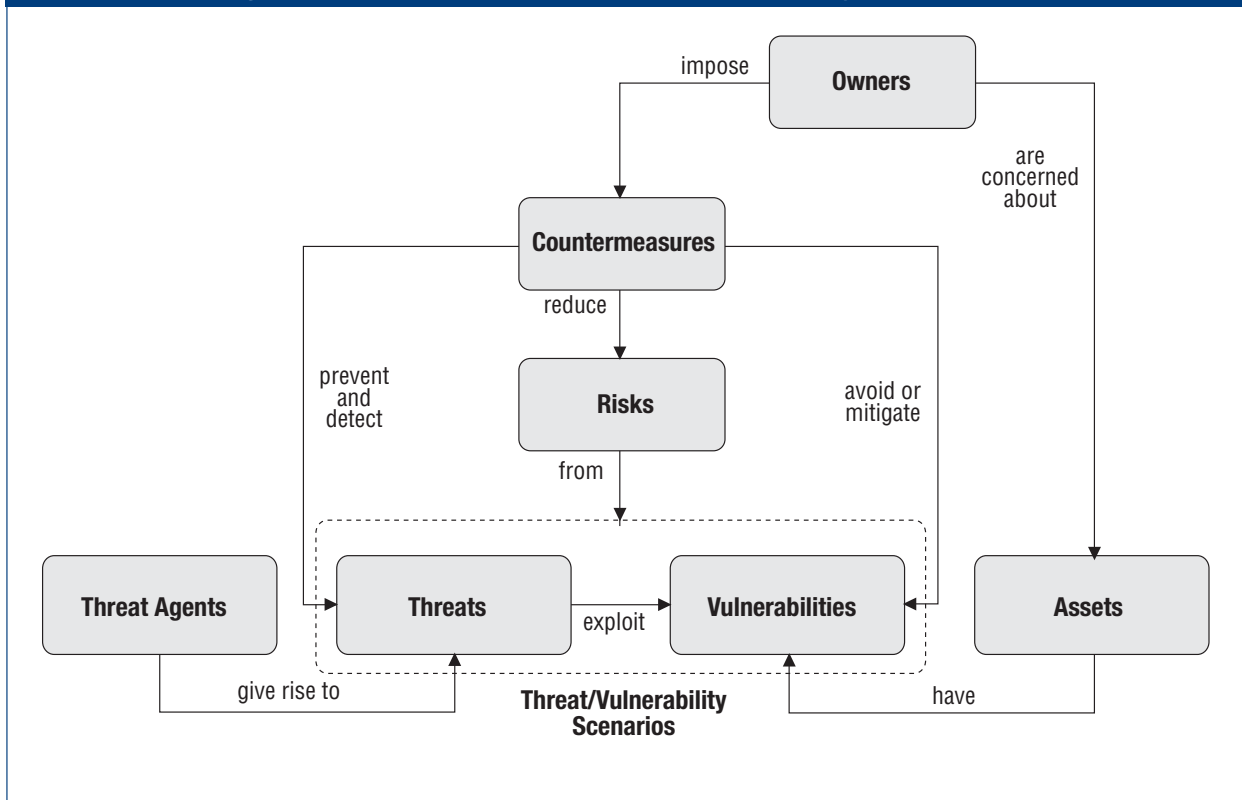 impose
Owners
are
concerned
about
Countermeasures
reduce
prevent
and
detect
Risks
avoid or
mitigate
from
Threat Agents
Threats
exploit
Vulnerabilities
Assets
give rise to
Threat/Vulnerability
Scenarios
have